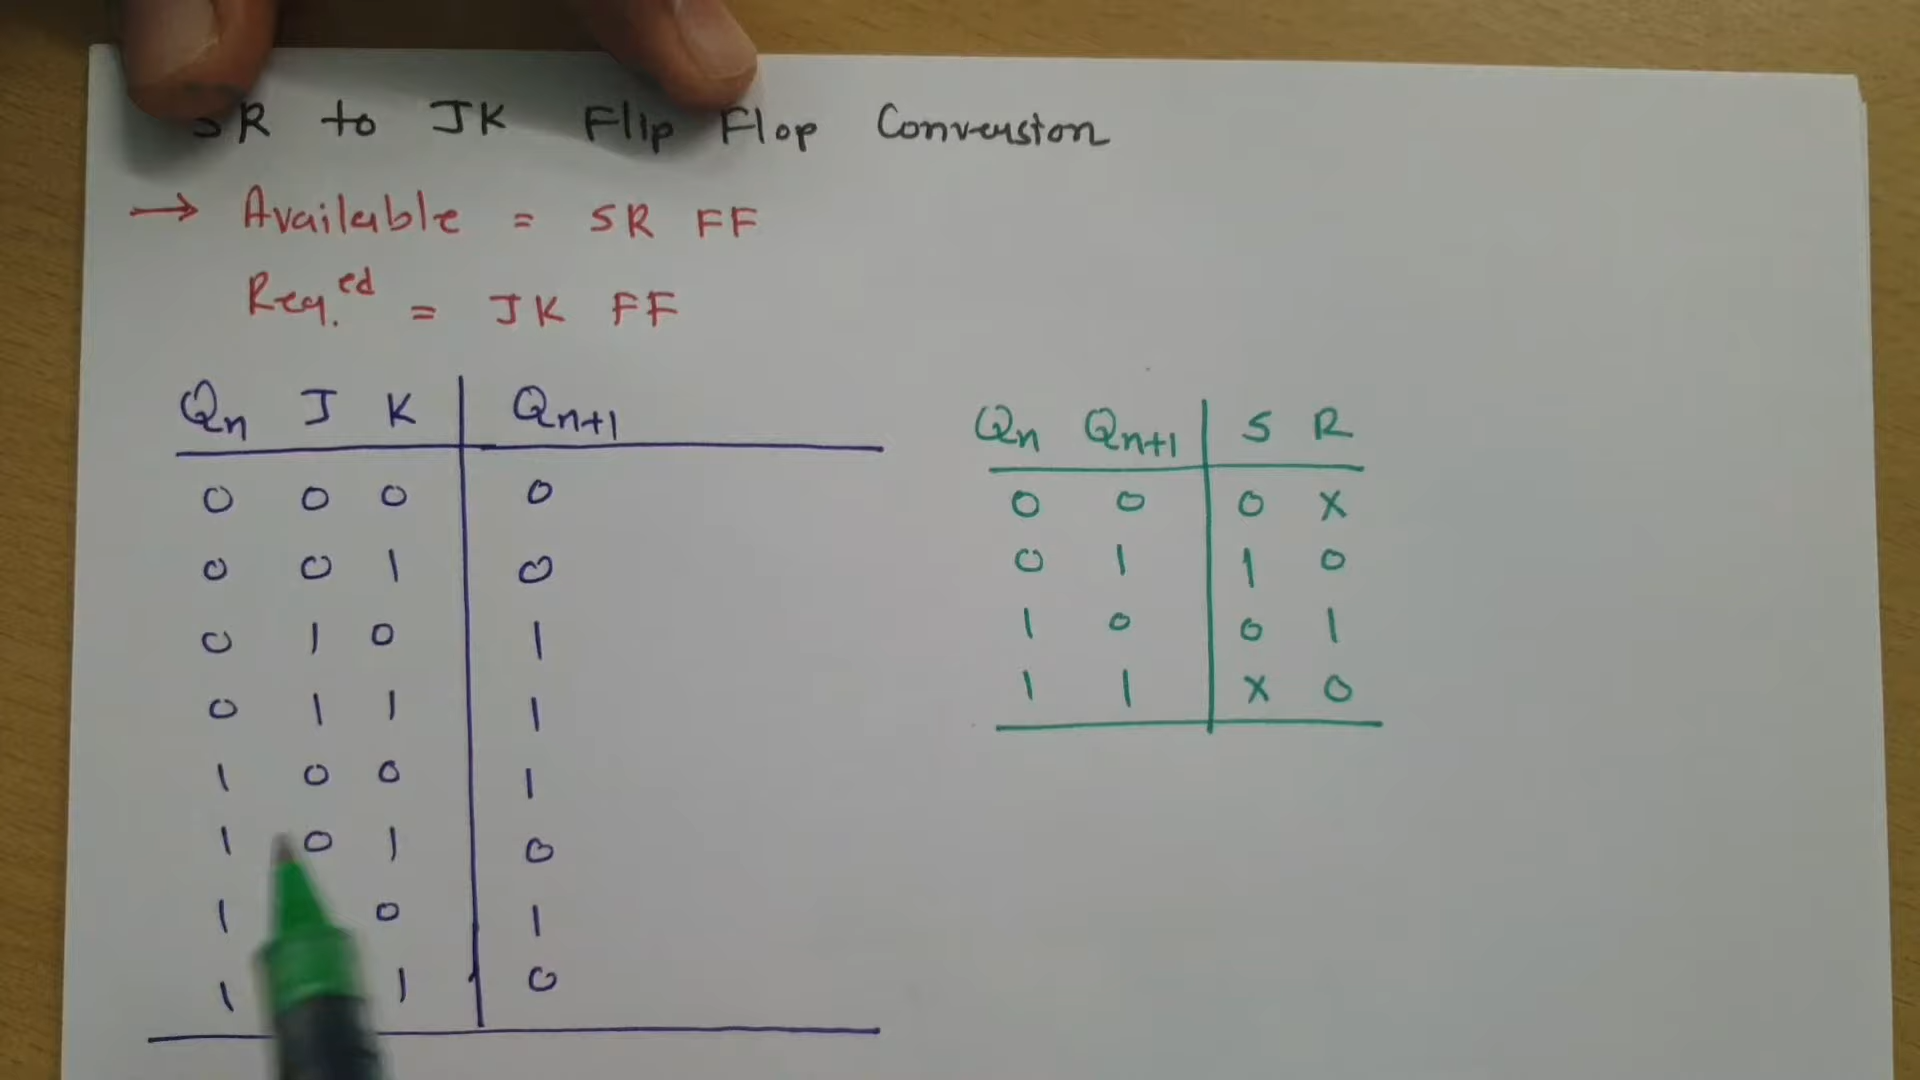 SR to JK Flip Flop Conversion
→ Available = SR FF
Req.ed = JK FF
Qn J K | Qn+1
0 0 0 | 0
0 0 1 | 0
0 1 0 | 1
0 1 1 | 1
1 0 0 | 1
1 0 1 | 0
1 0 | 1
1 1 | 0
Qn Qn+1 | S R
0 0 | 0 X
0 1 | 1 0
1 0 | 0 1
1 1 | X 0